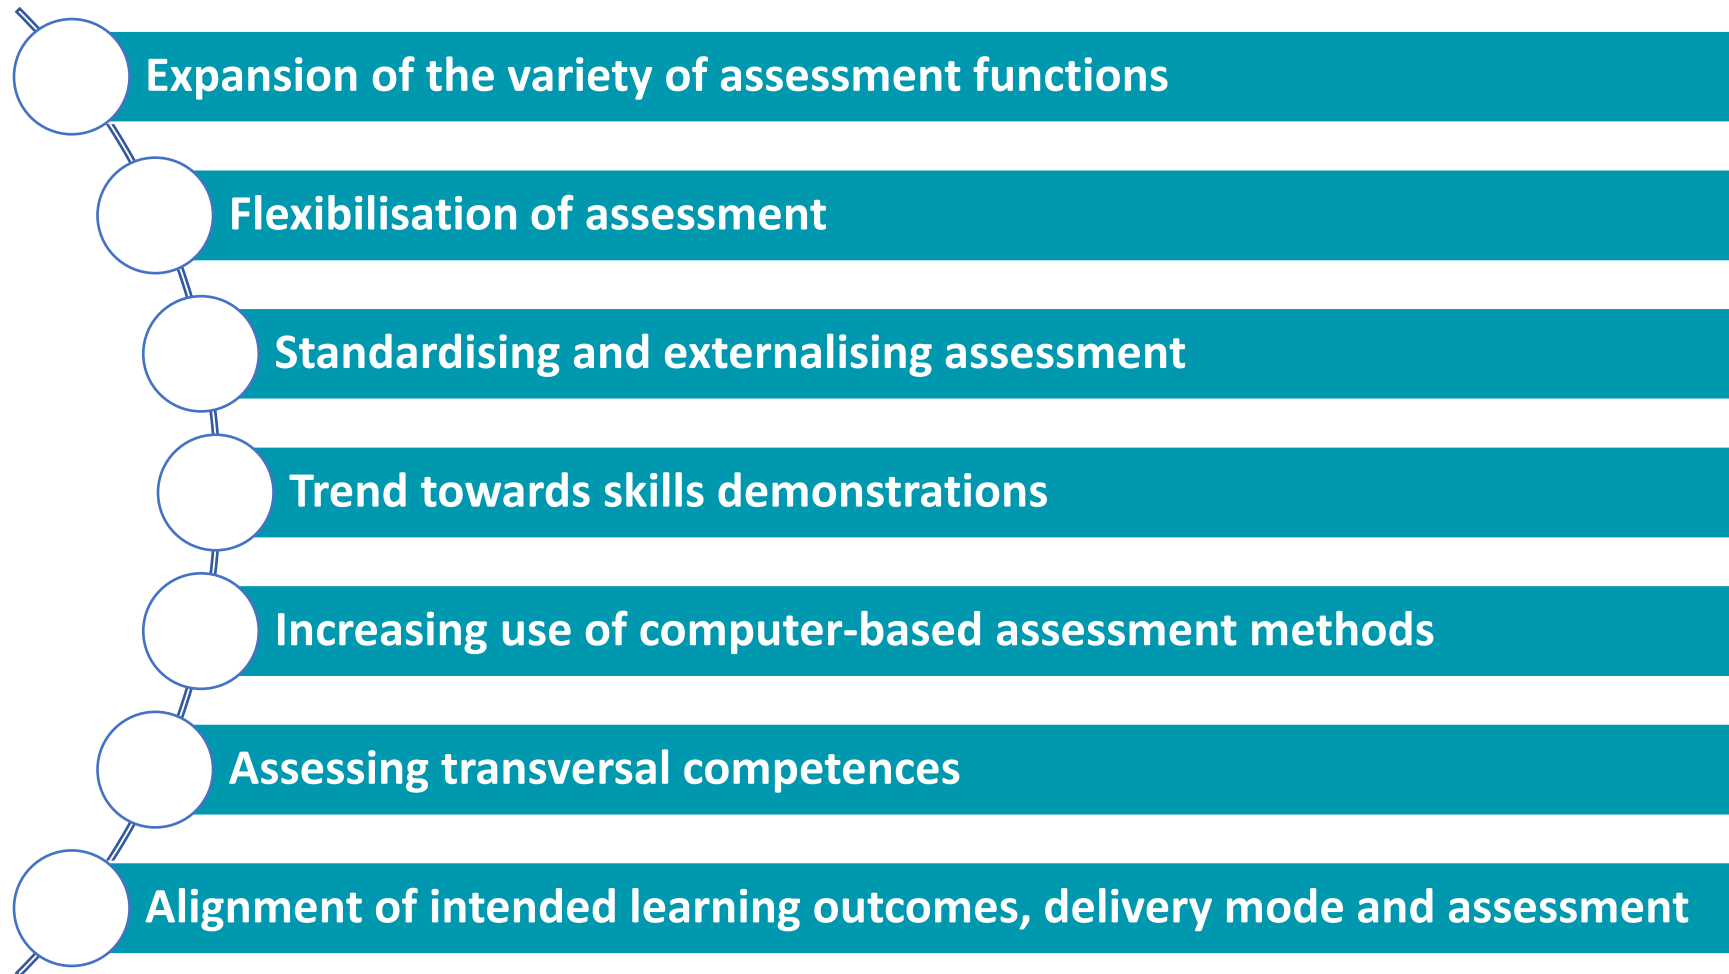 Expansion of the variety of assessment functions
Flexibilisation of assessment
Standardising and externalising assessment
Trend towards skills demonstrations
Increasing use of computer-based assessment methods
Assessing transversal competences
Alignment of intended learning outcomes, delivery mode and assessment